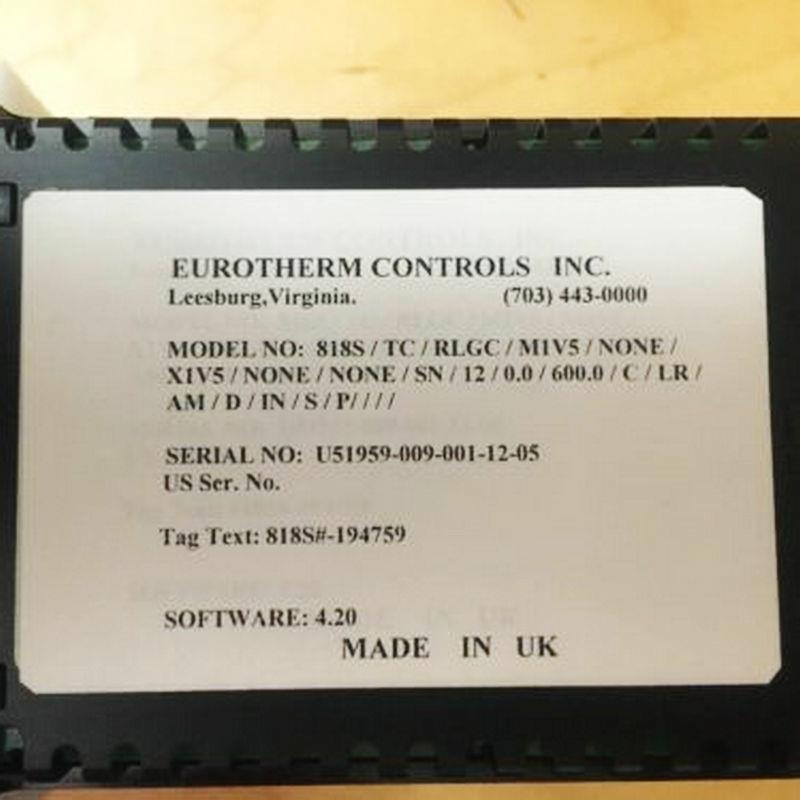 EUROTHERM CONTROLS INC.
Leesburg,Virginia. (703) 443-0000
MODEL NO: 818S / TC / RLGC / M1V5 / NONE /
X1V5 / NONE / NONE / SN / 12 / 0.0 / 600.0 / C / LR /
AM / D / IN / S / P/ / / /
SERIAL NO: U51959-009-001-12-05
US Ser. No.
Tag Text: 818S#-194759
SOFTWARE: 4.20
MADE IN UK